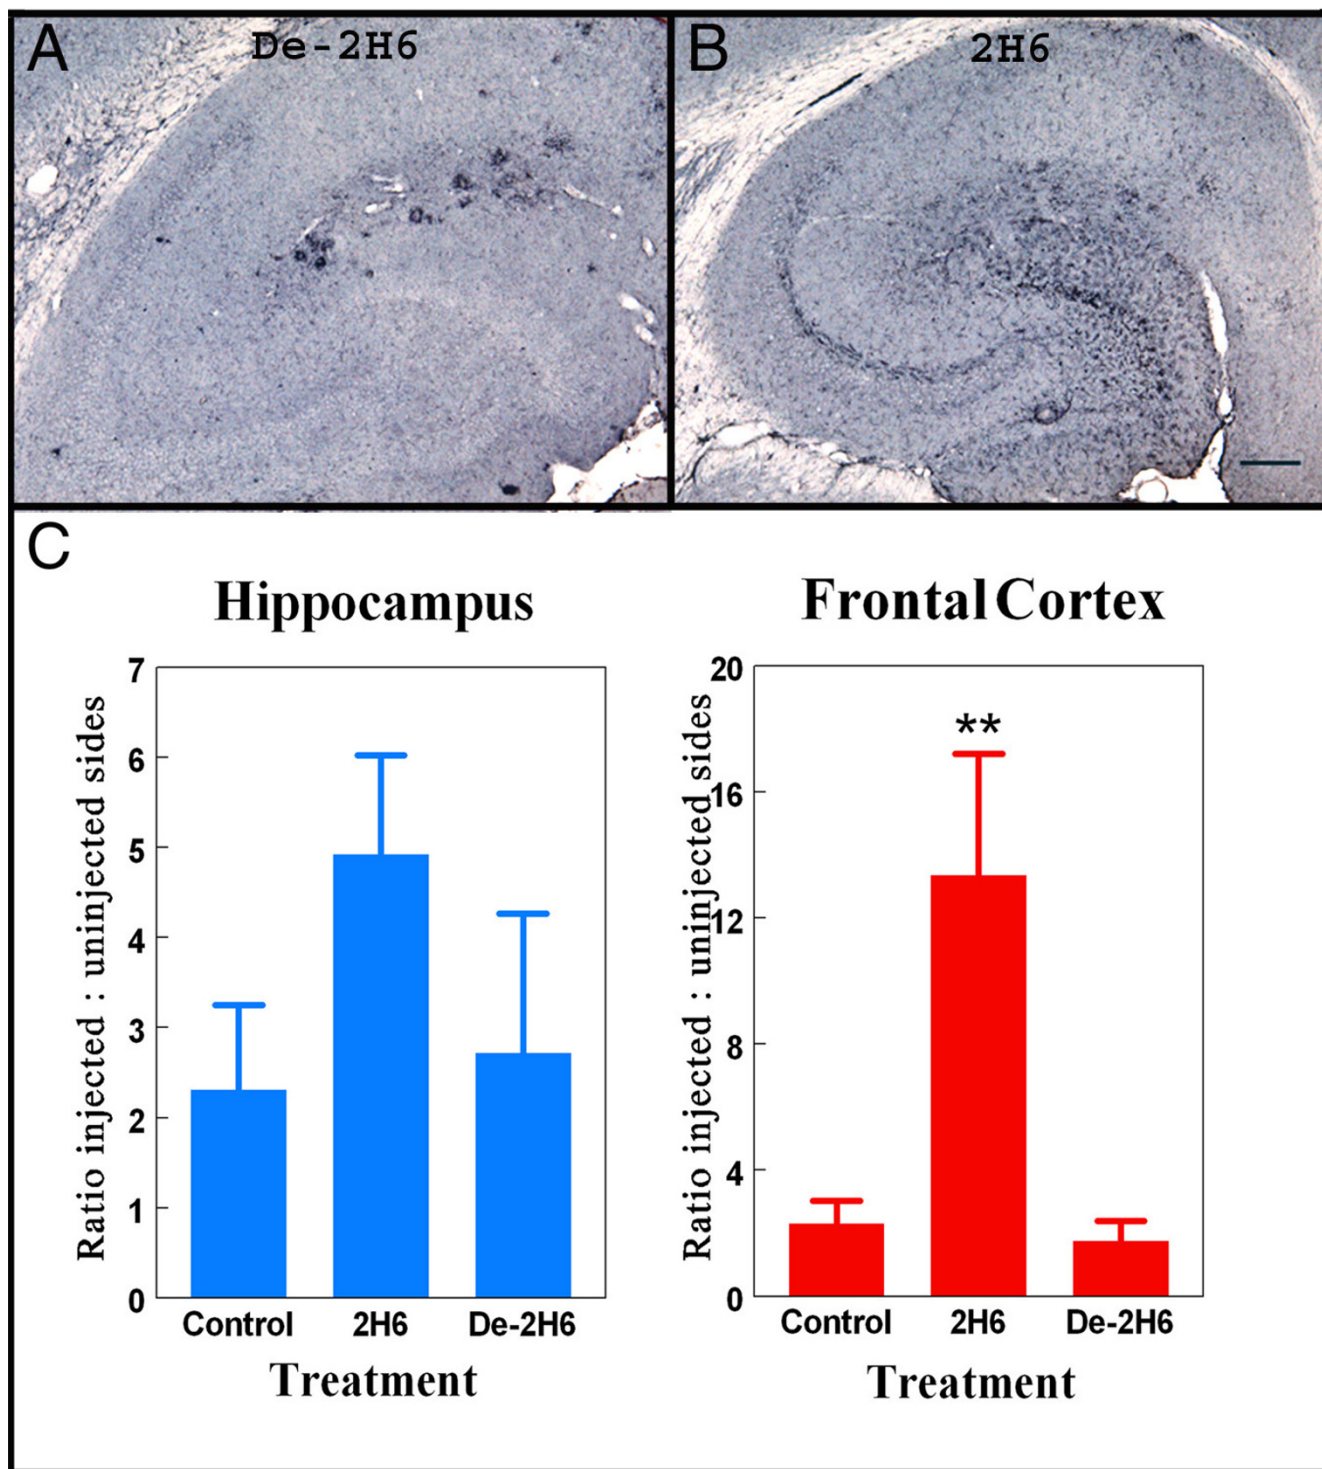 A
De-2H6
B
2H6
C
Hippocampus
Ratio injected : uninjected sides
7
6
5
4
3
2
1
0
Control
2H6
De-2H6
Treatment
Frontal Cortex
Ratio injected : uninjected sides
20
16
12
8
4
0
**
Control
2H6
De-2H6
Treatment